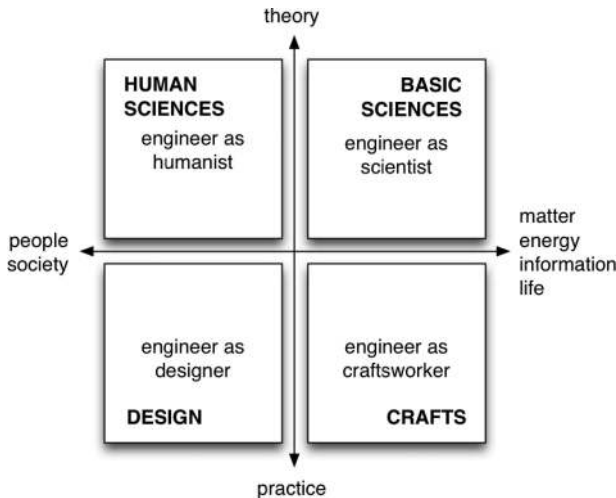 theory
HUMAN
SCIENCES
engineer as
humanist
BASIC
SCIENCES
engineer as
scientist
people
society
matter
energy
information
life
engineer as
designer
DESIGN
engineer as
craftsworker
CRAFTS
practice